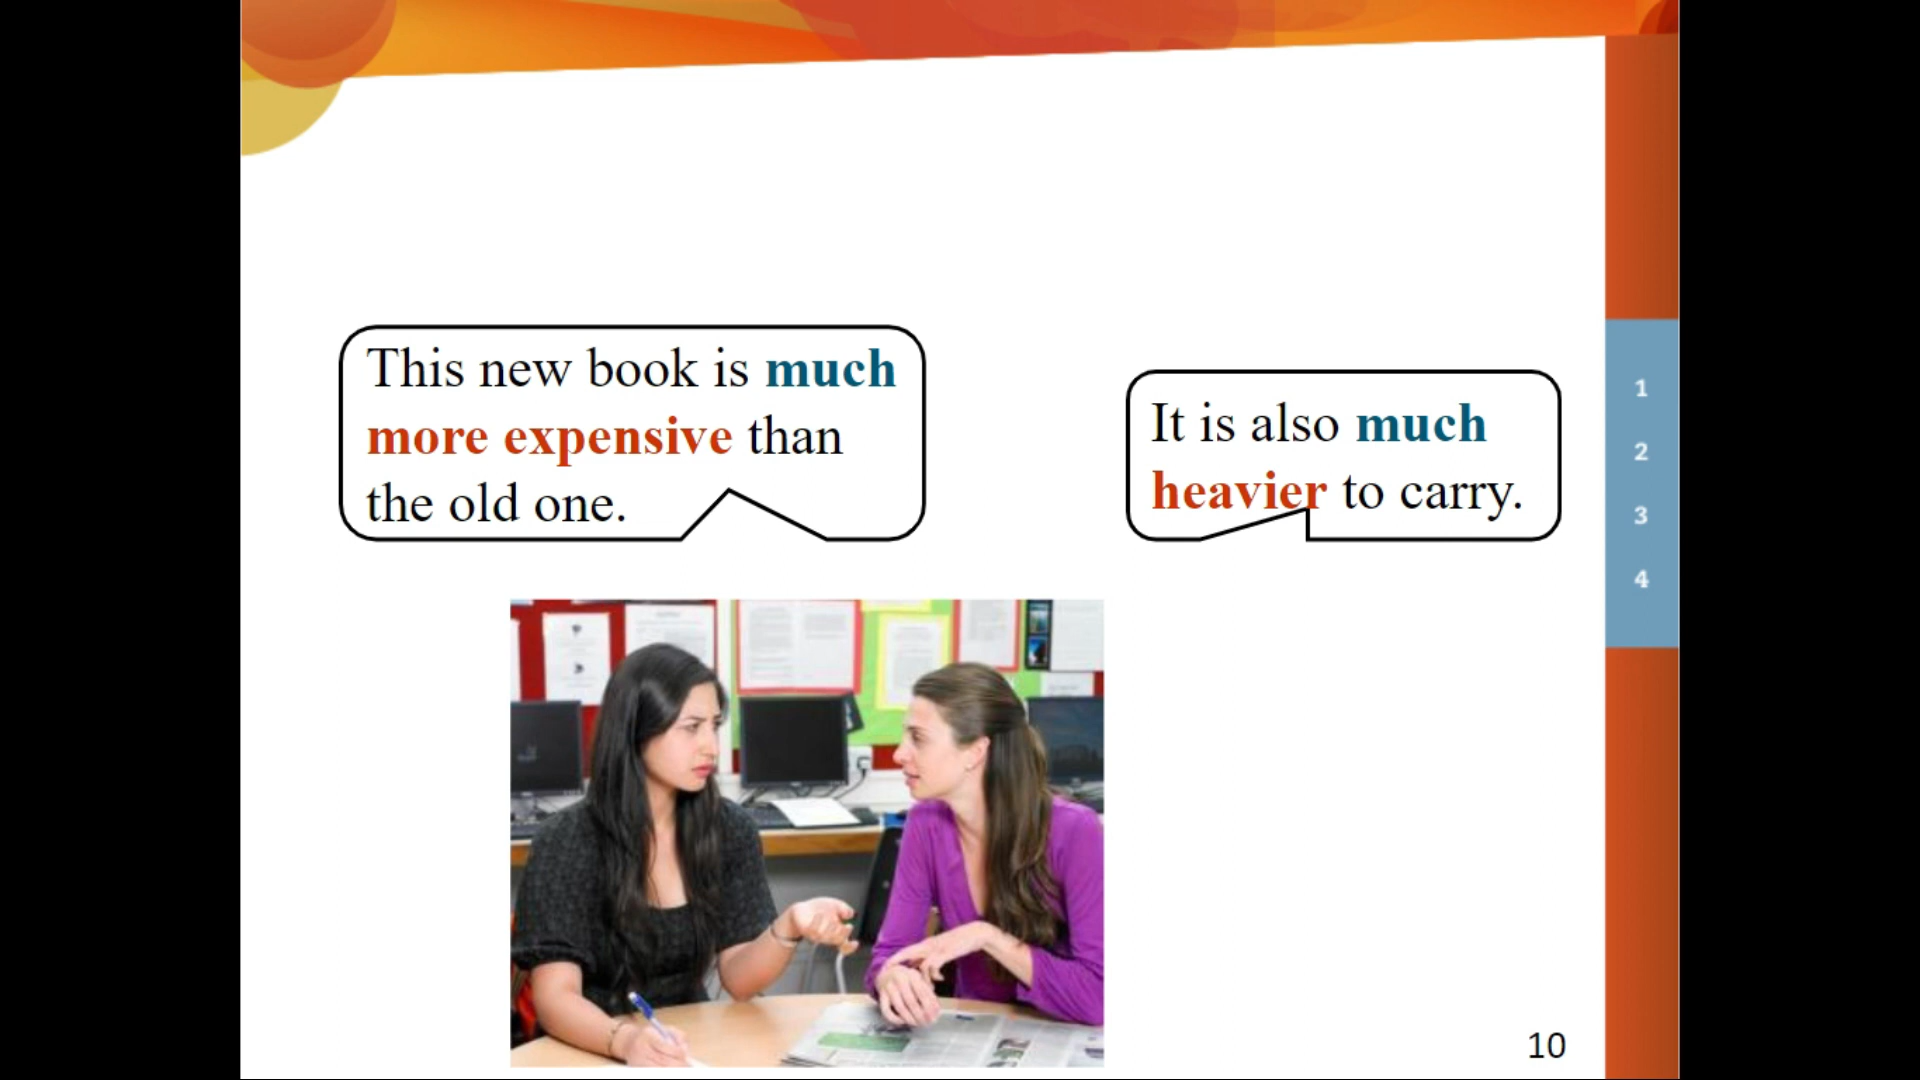 This new book is much
more expensive than
the old one.
It is also much
heavier to carry.
1
2
3
4
10